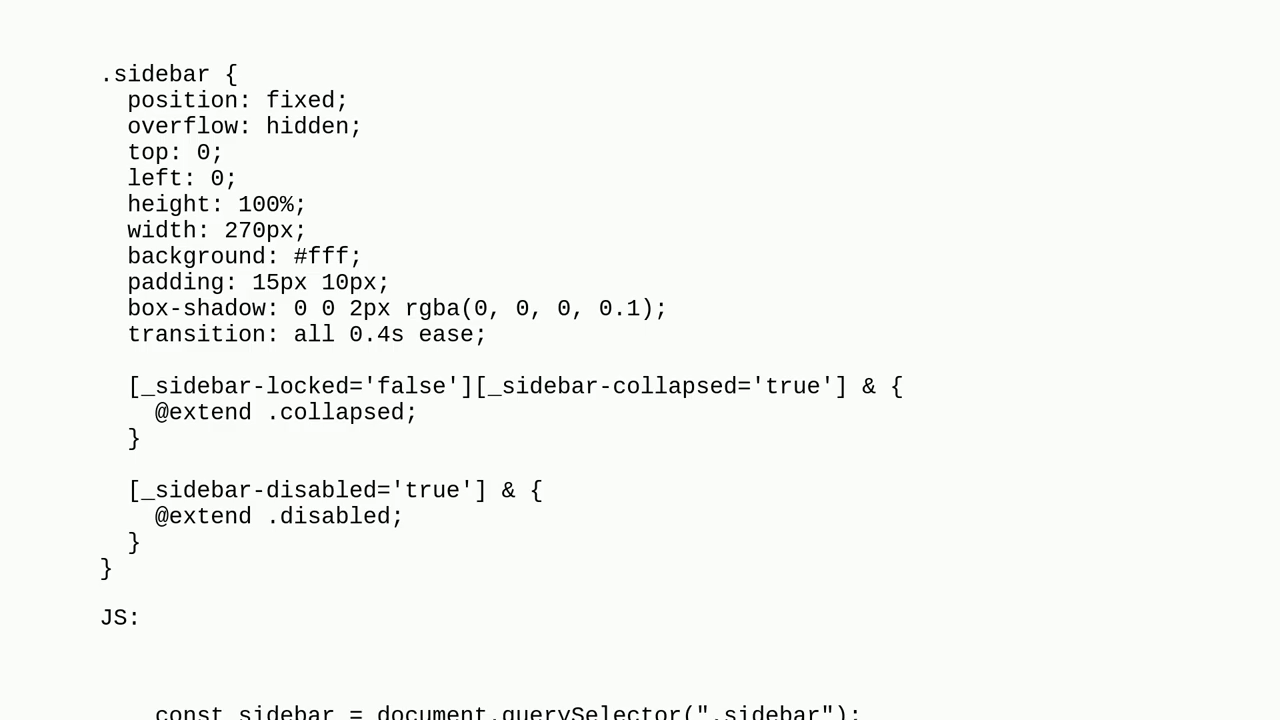 .sidebar {
  position: fixed;
  overflow: hidden;
  top: 0;
  left: 0;
  height: 100%;
  width: 270px;
  background: #fff;
  padding: 15px 10px;
  box-shadow: 0 0 2px rgba(0, 0, 0, 0.1);
  transition: all 0.4s ease;

  [_sidebar-locked='false'][_sidebar-collapsed='true'] & {
    @extend .collapsed;
  }

  [_sidebar-disabled='true'] & {
    @extend .disabled;
  }
}

JS:

    const sidebar = document.querySelector(".sidebar");